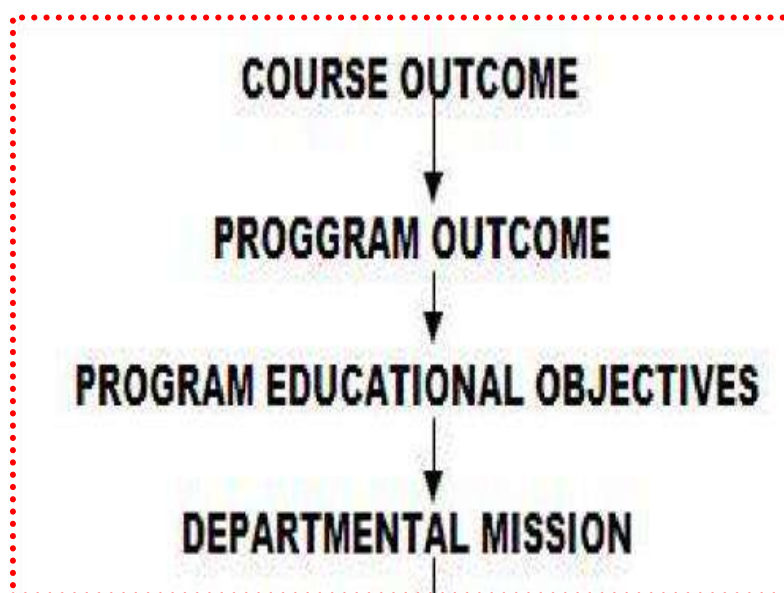 COURSE OUTCOME
PROGGRAM OUTCOME
PROGRAM EDUCATIONAL OBJECTIVES
DEPARTMENTAL MISSION